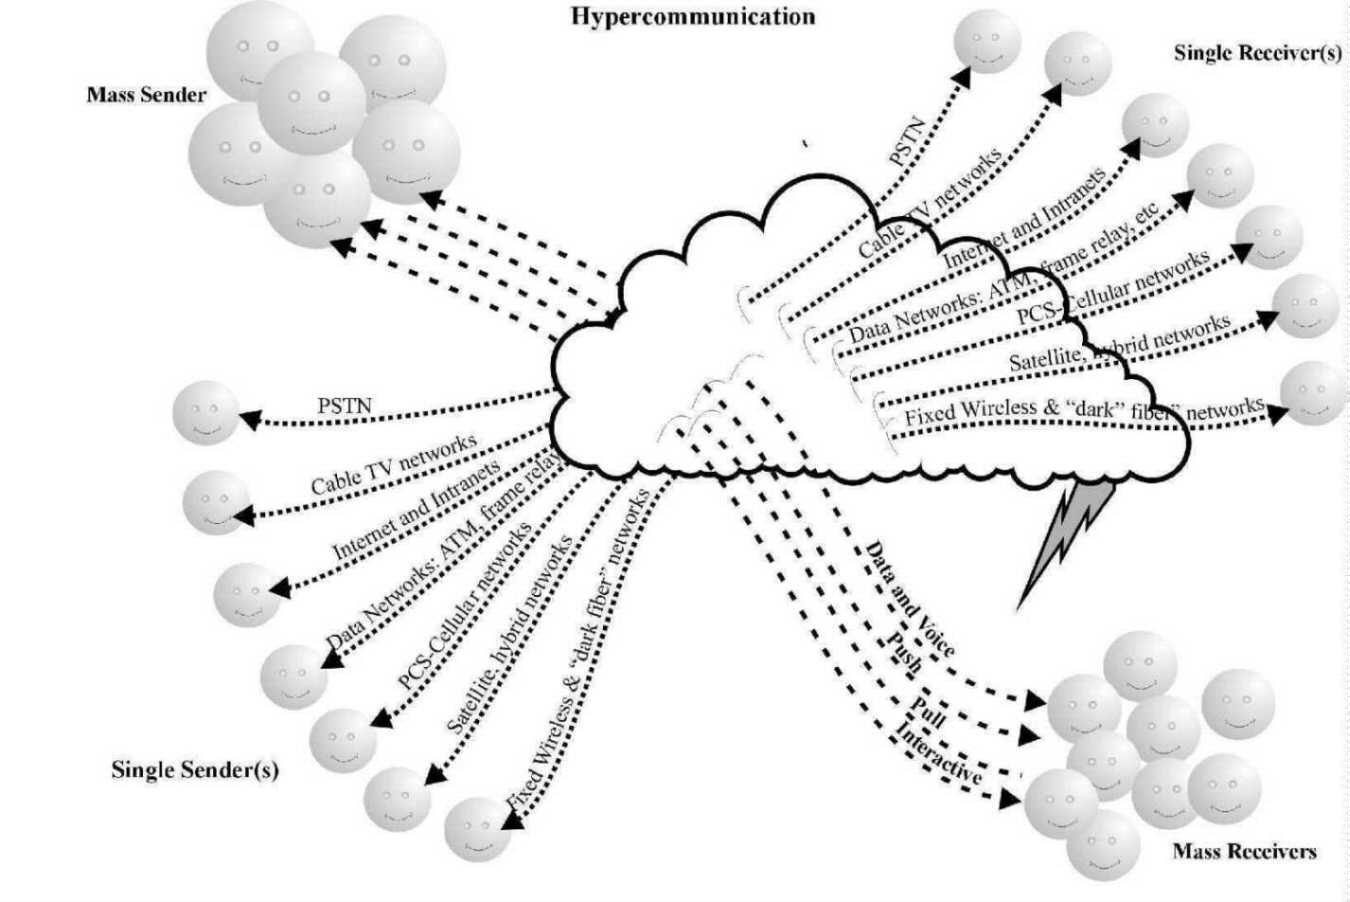 Hypercommunication
Single Receiver(s)
Mass Sender
PSTN
Cable TV networks
Internet and Intranets
Data Networks: ATM, frame relay, etc
PCS-Cellular networks
Satellite, hybrid networks
Fixed Wireless & “dark” fiber” networks
PSTN
Cable TV networks
Internet and Intranets
Data Networks: ATM, frame relay
PCS-Cellular networks
Satellite, hybrid networks
Fixed Wireless & “dark fiber” networks
Data and Voice
Push
Pull
Interactive
Single Sender(s)
Mass Receivers